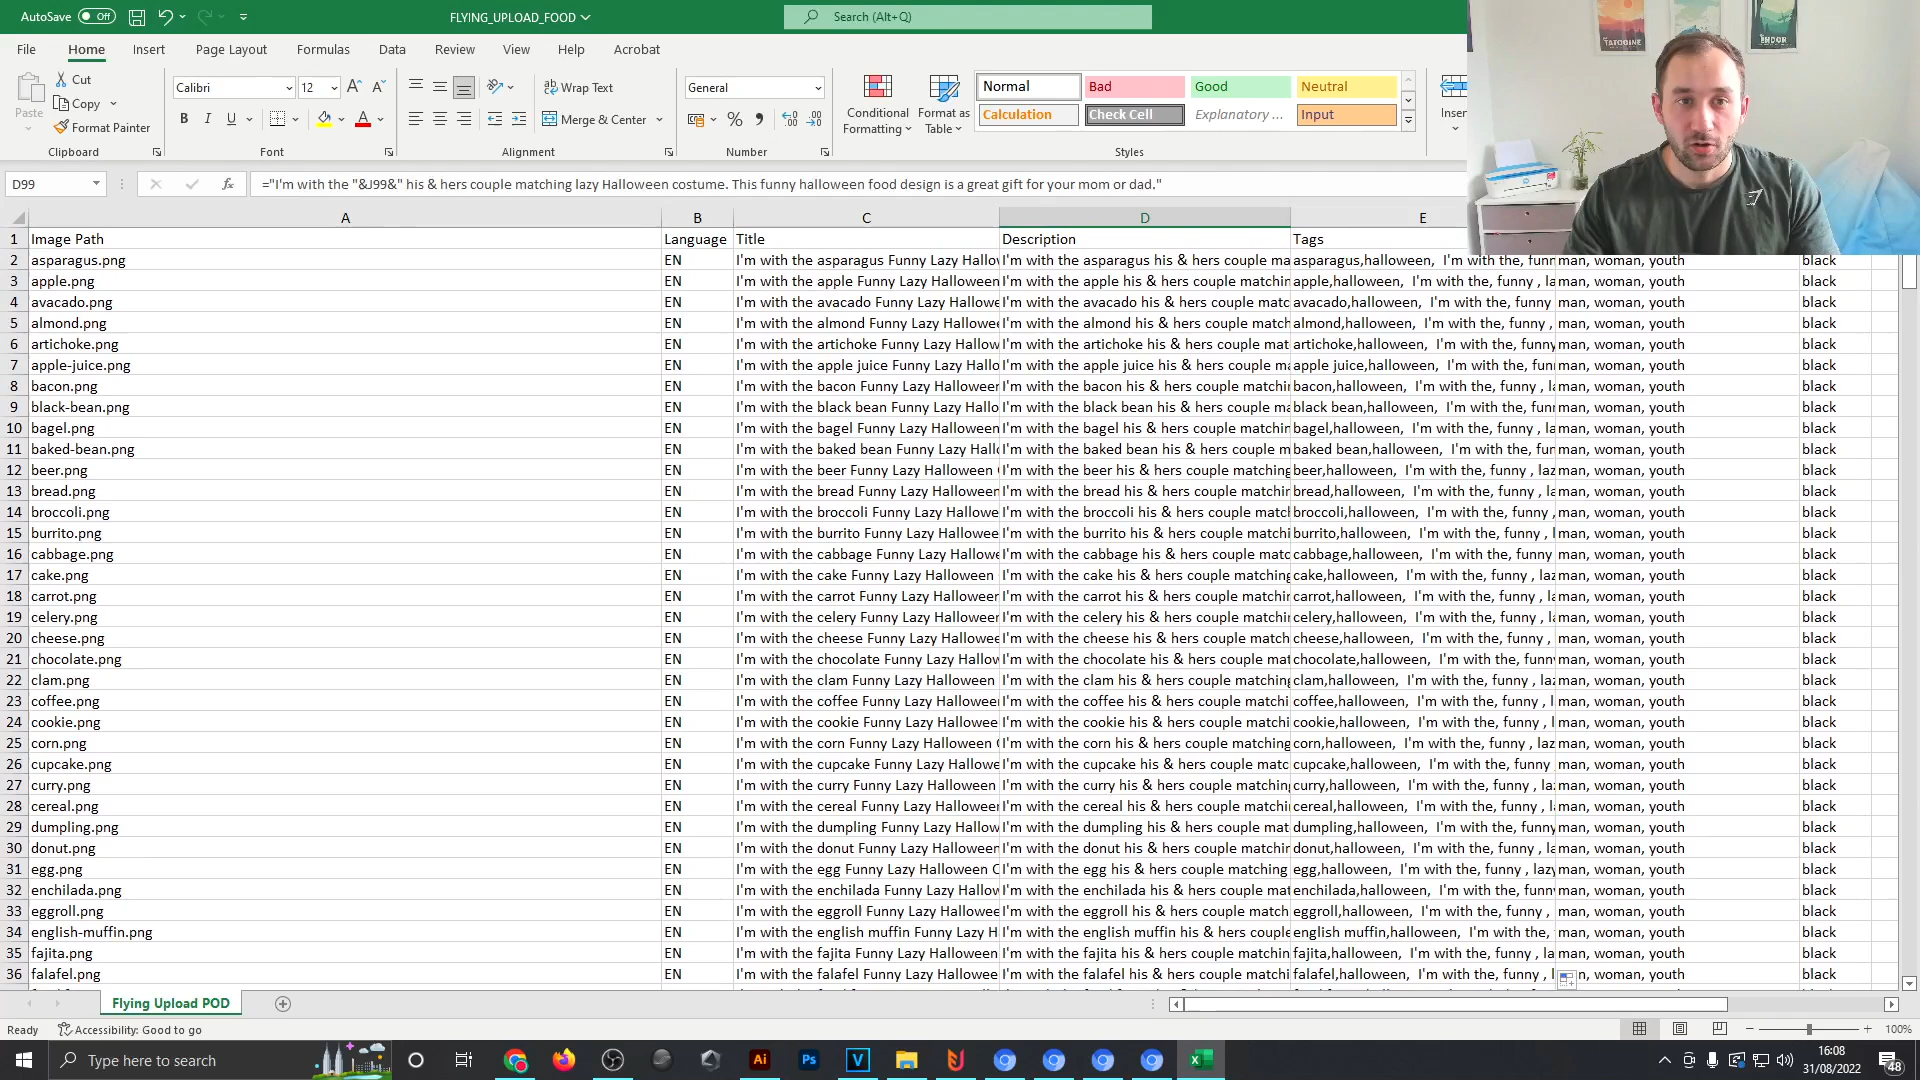 AutoSave Off FLYING_UPLOAD_FOOD Search (Alt+Q)
File Home Insert Page Layout Formulas Data Review View Help Acrobat
Paste Cut Copy Format Painter Clipboard
Calibri 12 Font
Wrap Text Merge & Center Alignment
General Number
Conditional Formatting Format as Table
Normal Bad Good Neutral
Calculation Check Cell Explanatory ... Input
Styles
D99 fx ="I'm with the "&J99&" his & hers couple matching lazy Halloween costume. This funny halloween food design is a great gift for your mom or dad."
TATOOINE
ENDOR
A B C D E
1 Image Path Language Title Description Tags
2 asparagus.png EN I'm with the asparagus Funny Lazy Hallo I'm with the asparagus his & hers couple ma asparagus,halloween, I'm with the, fun man, woman, youth black
3 apple.png EN I'm with the apple Funny Lazy Halloween I'm with the apple his & hers couple matchin apple,halloween, I'm with the, funny , la man, woman, youth black
4 avacado.png EN I'm with the avacado Funny Lazy Hallowe I'm with the avacado his & hers couple matc avacado,halloween, I'm with the, funny man, woman, youth black
5 almond.png EN I'm with the almond Funny Lazy Hallowe I'm with the almond his & hers couple match almond,halloween, I'm with the, funny , man, woman, youth black
6 artichoke.png EN I'm with the artichoke Funny Lazy Hallow I'm with the artichoke his & hers couple mat artichoke,halloween, I'm with the, funn man, woman, youth black
7 apple-juice.png EN I'm with the apple juice Funny Lazy Hallo I'm with the apple juice his & hers couple ma apple juice,halloween, I'm with the, fun man, woman, youth black
8 bacon.png EN I'm with the bacon Funny Lazy Halloween I'm with the bacon his & hers couple matchin bacon,halloween, I'm with the, funny , la man, woman, youth black
9 black-bean.png EN I'm with the black bean Funny Lazy Hallo I'm with the black bean his & hers couple ma black bean,halloween, I'm with the, fun man, woman, youth black
10 bagel.png EN I'm with the bagel Funny Lazy Halloween I'm with the bagel his & hers couple matchin bagel,halloween, I'm with the, funny , la man, woman, youth black
11 baked-bean.png EN I'm with the baked bean Funny Lazy Hall I'm with the baked bean his & hers couple m baked bean,halloween, I'm with the, fu man, woman, youth black
12 beer.png EN I'm with the beer Funny Lazy Halloween I'm with the beer his & hers couple matching beer,halloween, I'm with the, funny , laz man, woman, youth black
13 bread.png EN I'm with the bread Funny Lazy Halloween I'm with the bread his & hers couple matchin bread,halloween, I'm with the, funny , la man, woman, youth black
14 broccoli.png EN I'm with the broccoli Funny Lazy Hallowe I'm with the broccoli his & hers couple matc broccoli,halloween, I'm with the, funny , man, woman, youth black
15 burrito.png EN I'm with the burrito Funny Lazy Hallowee I'm with the burrito his & hers couple match burrito,halloween, I'm with the, funny , l man, woman, youth black
16 cabbage.png EN I'm with the cabbage Funny Lazy Hallowe I'm with the cabbage his & hers couple matc cabbage,halloween, I'm with the, funny man, woman, youth black
17 cake.png EN I'm with the cake Funny Lazy Halloween I'm with the cake his & hers couple matching cake,halloween, I'm with the, funny , laz man, woman, youth black
18 carrot.png EN I'm with the carrot Funny Lazy Halloween I'm with the carrot his & hers couple matchin carrot,halloween, I'm with the, funny , l man, woman, youth black
19 celery.png EN I'm with the celery Funny Lazy Halloween I'm with the celery his & hers couple matchin celery,halloween, I'm with the, funny , l man, woman, youth black
20 cheese.png EN I'm with the cheese Funny Lazy Hallowee I'm with the cheese his & hers couple match cheese,halloween, I'm with the, funny , man, woman, youth black
21 chocolate.png EN I'm with the chocolate Funny Lazy Hallow I'm with the chocolate his & hers couple mat chocolate,halloween, I'm with the, funny man, woman, youth black
22 clam.png EN I'm with the clam Funny Lazy Halloween I'm with the clam his & hers couple matching clam,halloween, I'm with the, funny , laz man, woman, youth black
23 coffee.png EN I'm with the coffee Funny Lazy Halloween I'm with the coffee his & hers couple matchi coffee,halloween, I'm with the, funny , l man, woman, youth black
24 cookie.png EN I'm with the cookie Funny Lazy Hallowee I'm with the cookie his & hers couple matchi cookie,halloween, I'm with the, funny , l man, woman, youth black
25 corn.png EN I'm with the corn Funny Lazy Halloween I'm with the corn his & hers couple matching corn,halloween, I'm with the, funny , laz man, woman, youth black
26 cupcake.png EN I'm with the cupcake Funny Lazy Hallowe I'm with the cupcake his & hers couple matc cupcake,halloween, I'm with the, funny man, woman, youth black
27 curry.png EN I'm with the curry Funny Lazy Halloween I'm with the curry his & hers couple matchin curry,halloween, I'm with the, funny , la man, woman, youth black
28 cereal.png EN I'm with the cereal Funny Lazy Halloween I'm with the cereal his & hers couple matchi cereal,halloween, I'm with the, funny , l man, woman, youth black
29 dumpling.png EN I'm with the dumpling Funny Lazy Hallow I'm with the dumpling his & hers couple mat dumpling,halloween, I'm with the, funny man, woman, youth black
30 donut.png EN I'm with the donut Funny Lazy Halloween I'm with the donut his & hers couple matchin donut,halloween, I'm with the, funny , la man, woman, youth black
31 egg.png EN I'm with the egg Funny Lazy Halloween C I'm with the egg his & hers couple matching egg,halloween, I'm with the, funny , lazy man, woman, youth black
32 enchilada.png EN I'm with the enchilada Funny Lazy Hallow I'm with the enchilada his & hers couple mat enchilada,halloween, I'm with the, funn man, woman, youth black
33 eggroll.png EN I'm with the eggroll Funny Lazy Hallowee I'm with the eggroll his & hers couple match eggroll,halloween, I'm with the, funny , man, woman, youth black
34 english-muffin.png EN I'm with the english muffin Funny Lazy H I'm with the english muffin his & hers couple english muffin,halloween, I'm with the, man, woman, youth black
35 fajita.png EN I'm with the fajita Funny Lazy Halloween I'm with the fajita his & hers couple matchin fajita,halloween, I'm with the, funny , la man, woman, youth black
36 falafel.png EN I'm with the falafel Funny Lazy Halloween I'm with the falafel his & hers couple matchi falafel,halloween, I'm with the, funny , l n, woman, youth black
Flying Upload POD
Ready Accessibility: Good to go 100%
Type here to search Ai Ps V 16:08
31/08/2022 48